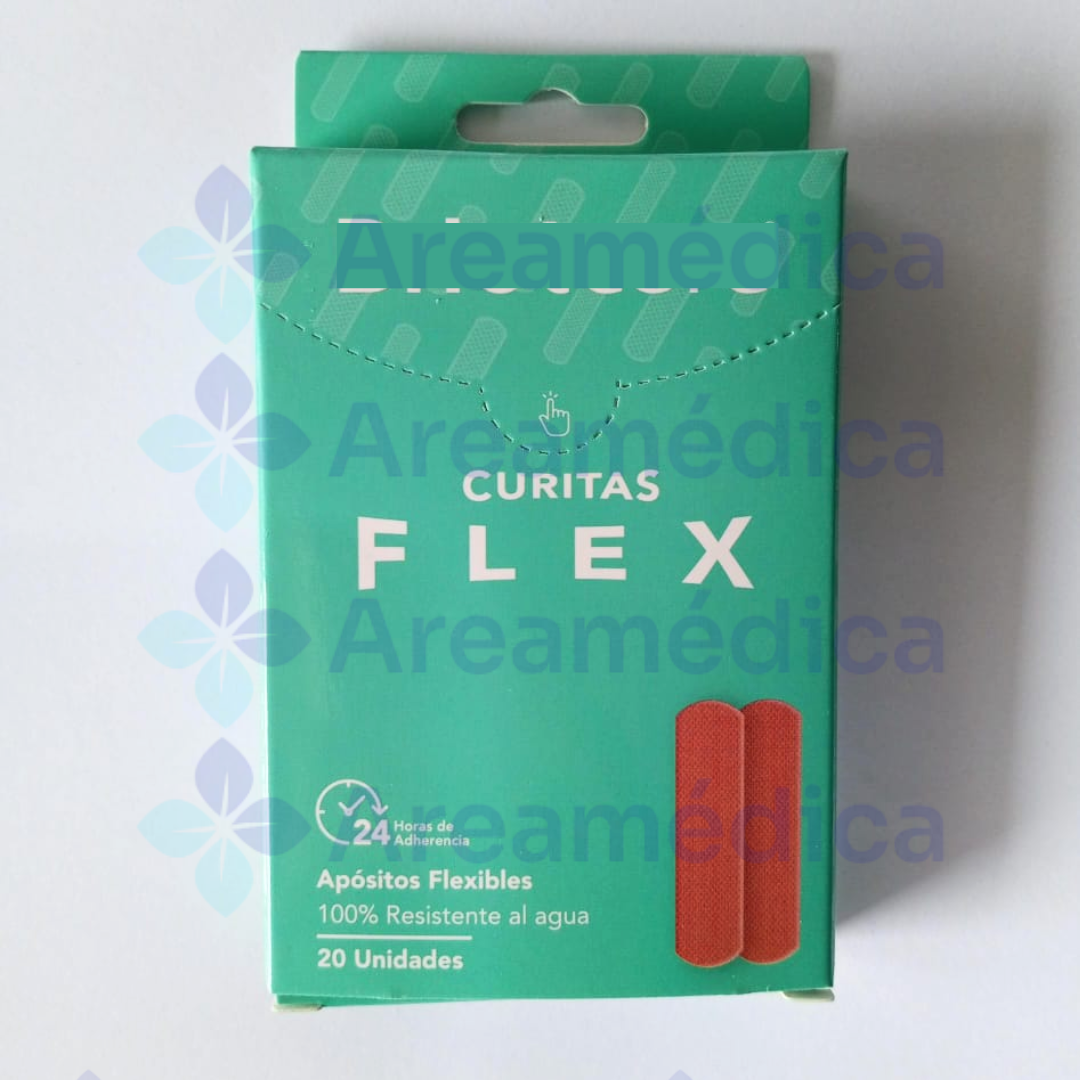 Areamédica
Areamédica
CURITAS
FLEX
Areamédica
Areamédica
24 Horas de
Adherencia
Apósitos Flexibles
100% Resistente al agua
20 Unidades